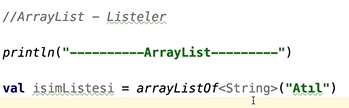 //ArrayList - Listeler
println("----------ArrayList---------")
val isimListesi = arrayListOf<String>("Atıl")